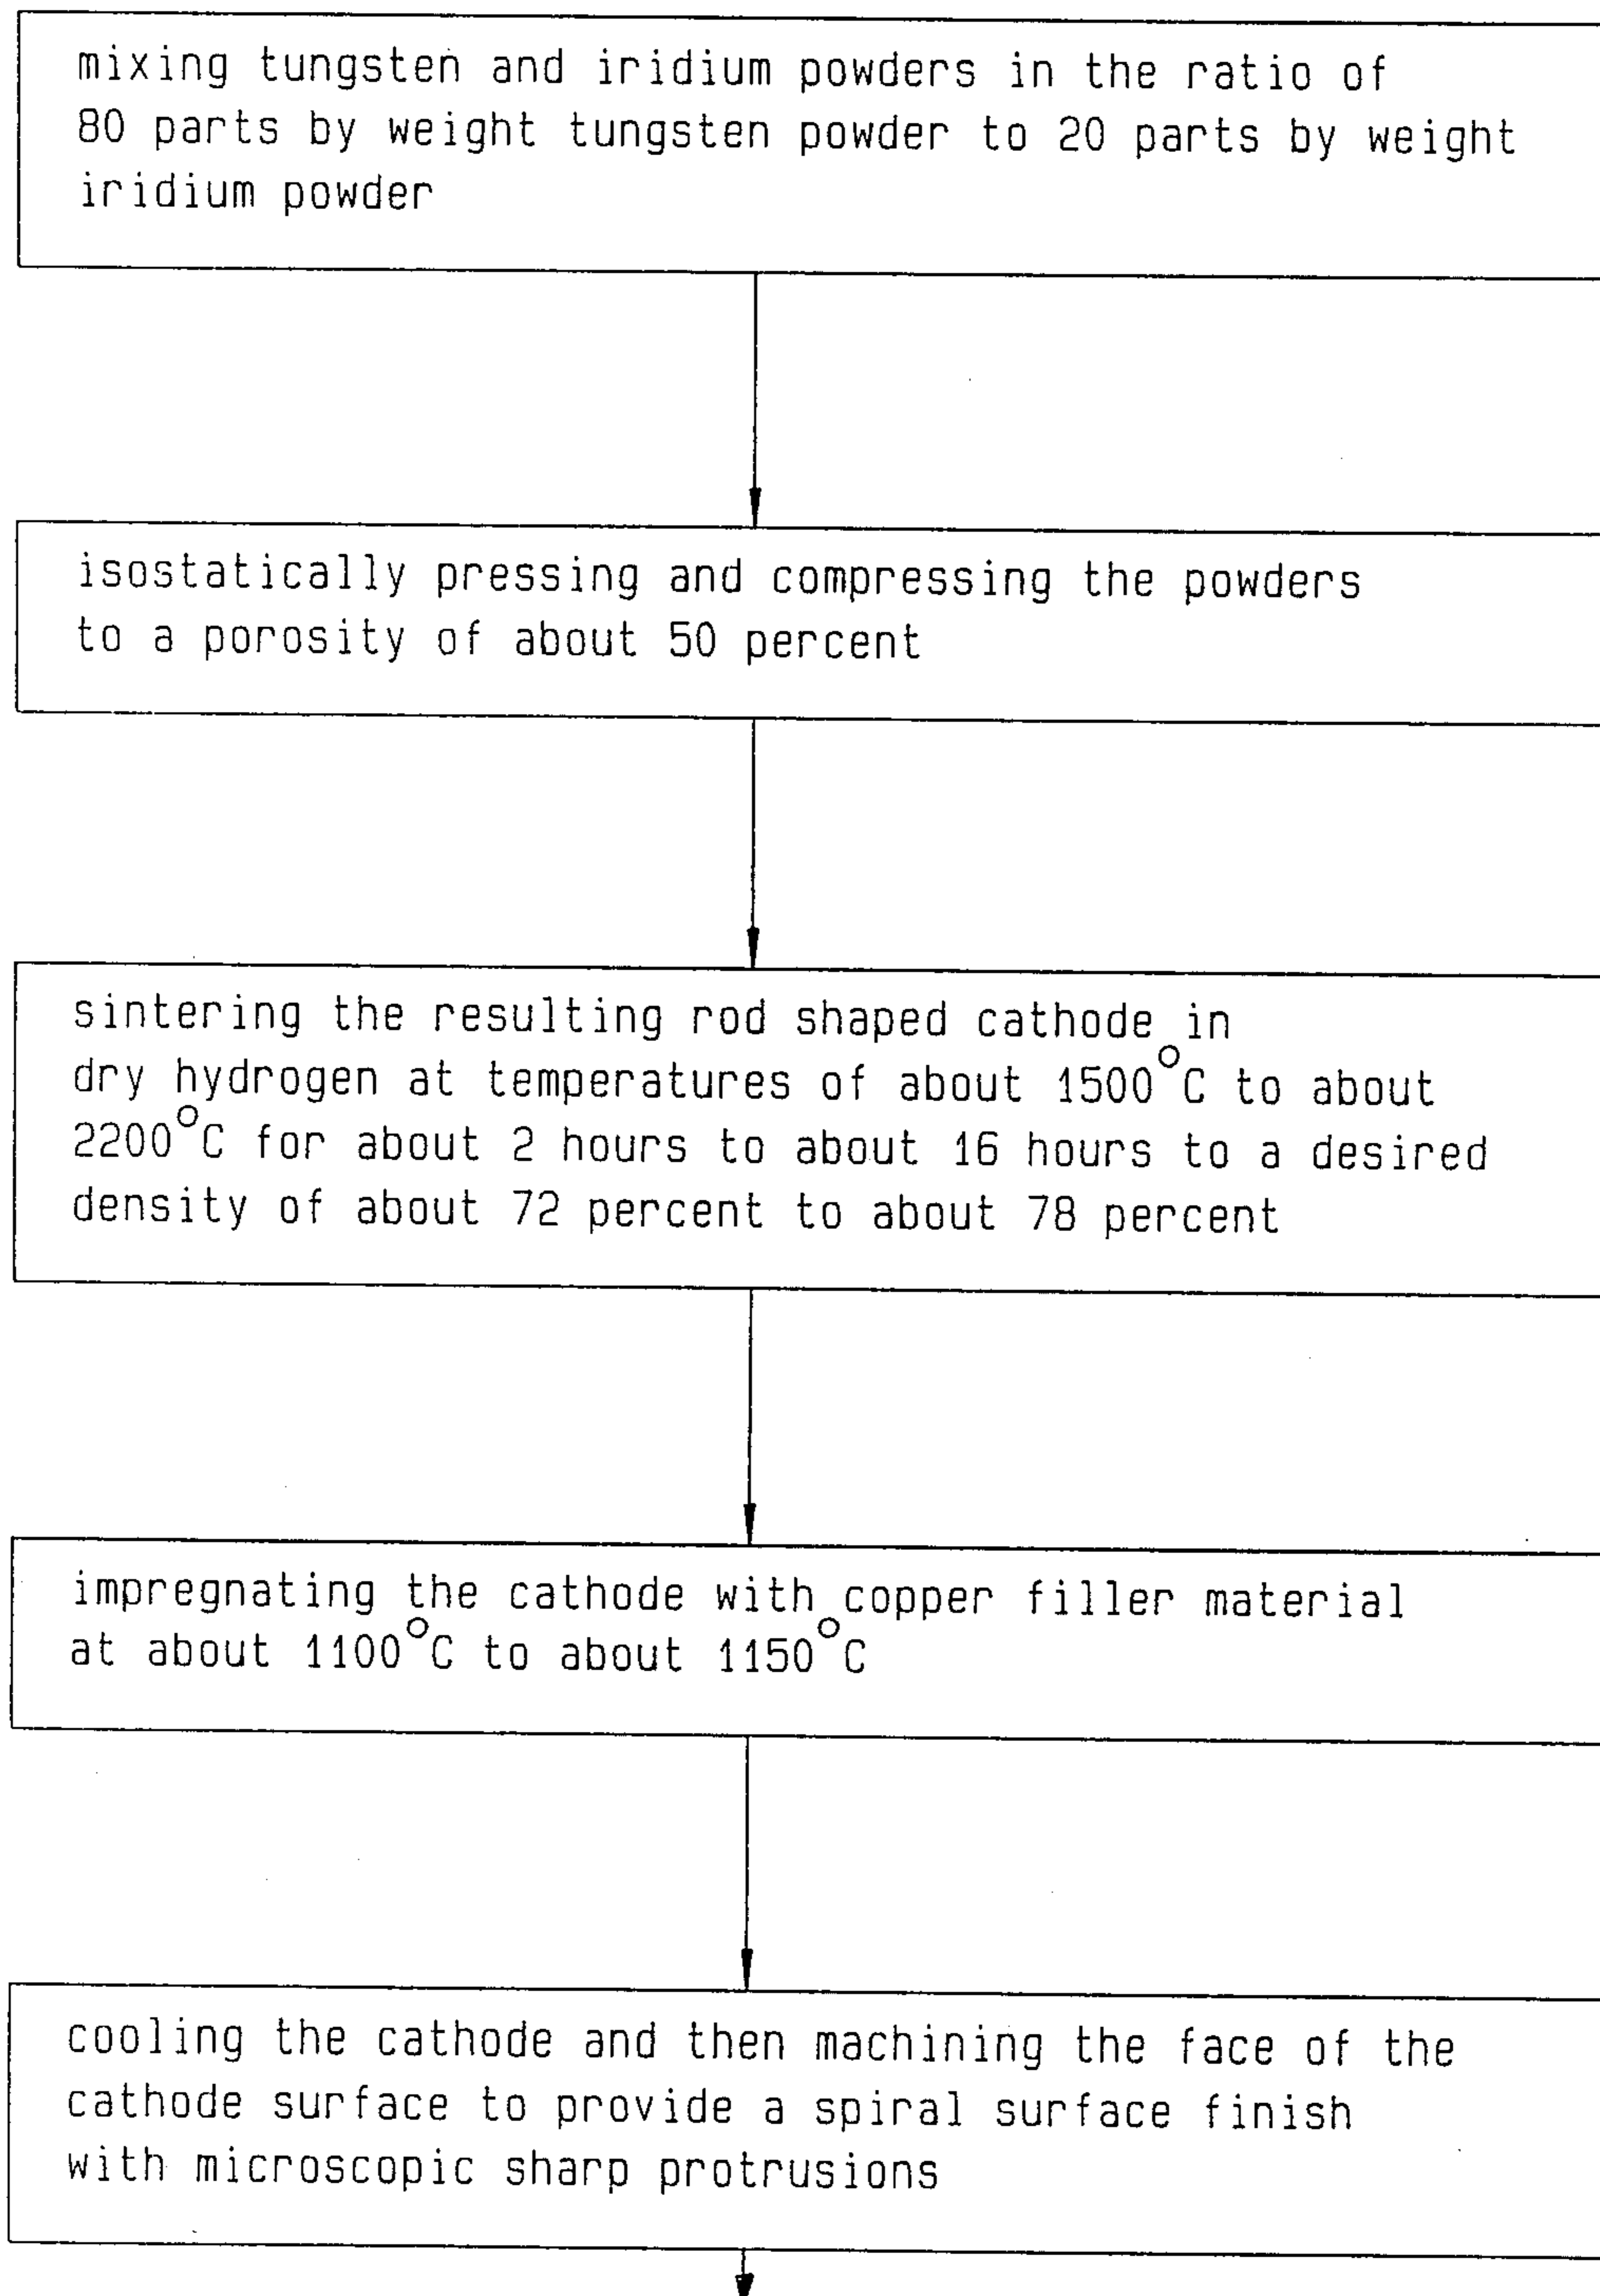 mixing tungsten and iridium powders in the ratio of
80 parts by weight tungsten powder to 20 parts by weight
iridium powder
isostatically pressing and compressing the powders
to a porosity of about 50 percent
sintering the resulting rod shaped cathode in
dry hydrogen at temperatures of about 1500°C to about
2200°C for about 2 hours to about 16 hours to a desired
density of about 72 percent to about 78 percent
impregnating the cathode with copper filler material
at about 1100°C to about 1150°C
cooling the cathode and then machining the face of the
cathode surface to provide a spiral surface finish
with microscopic sharp protrusions